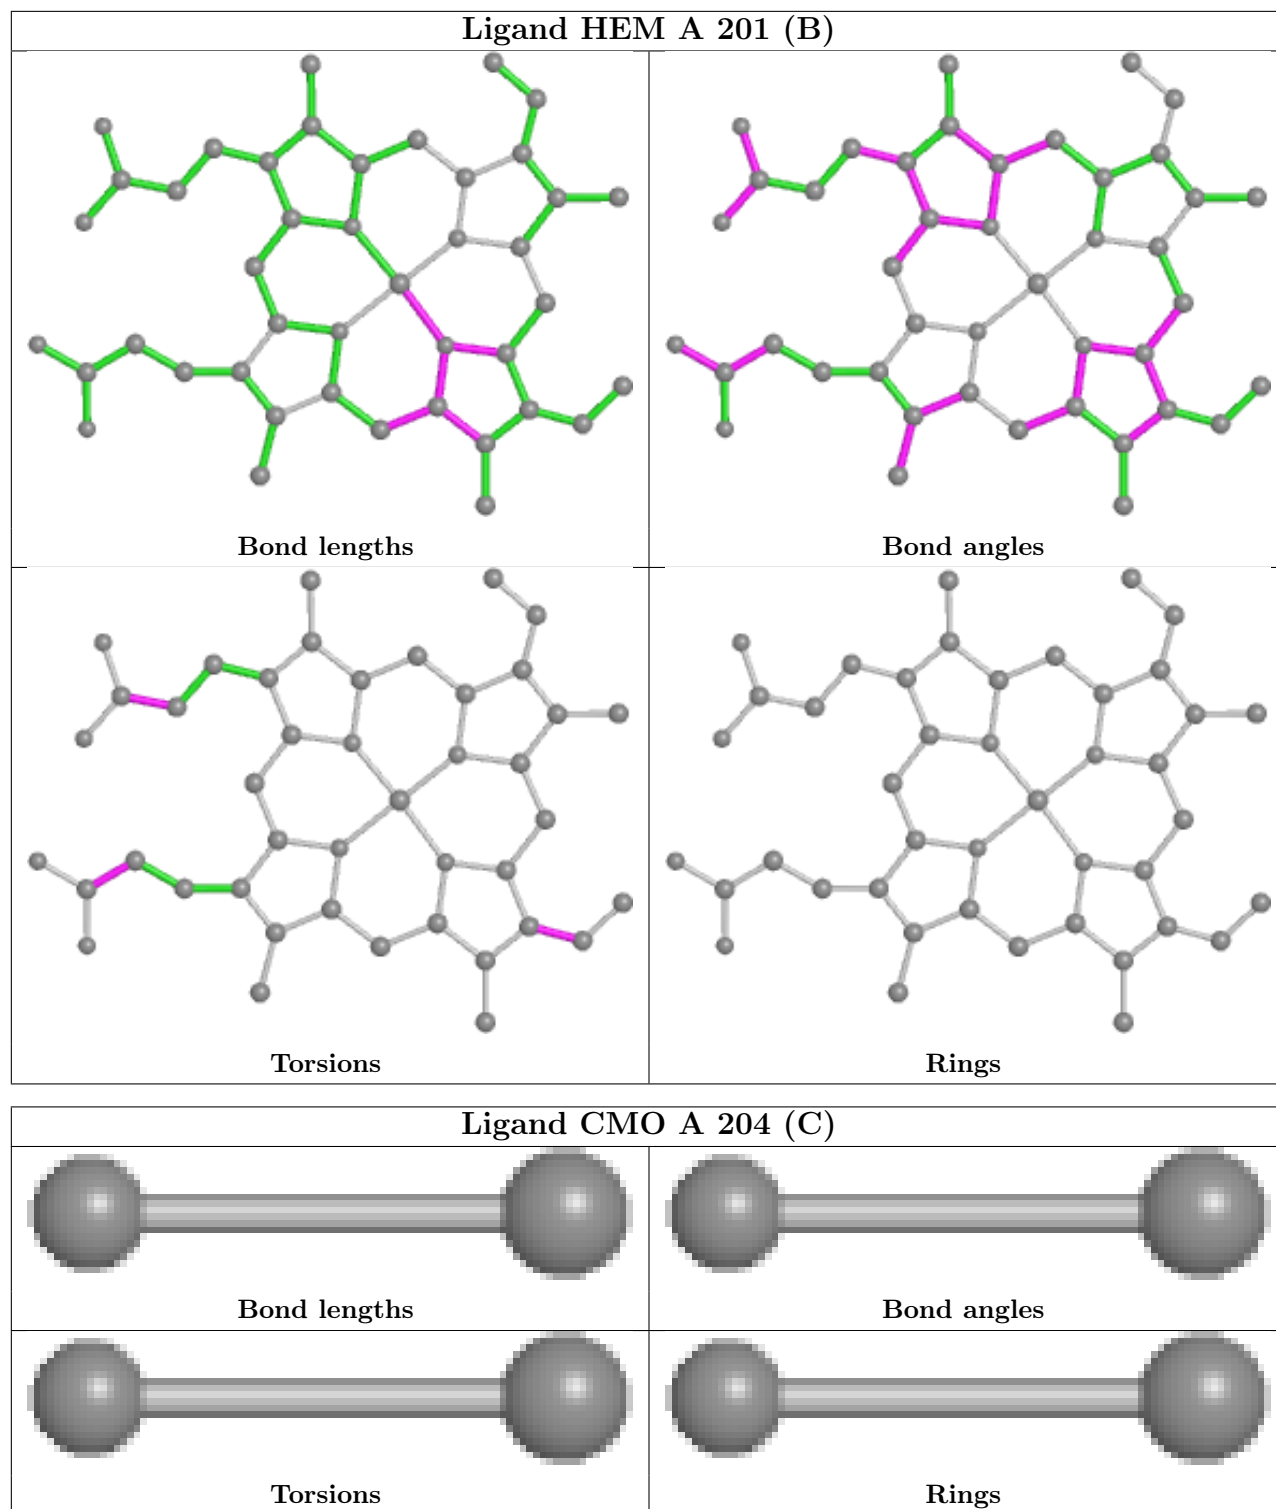 Ligand HEM A 201 (B)
Bond lengths
Bond angles
Torsions
Rings
Ligand CMO A 204 (C)
Bond lengths
Bond angles
Torsions
Rings